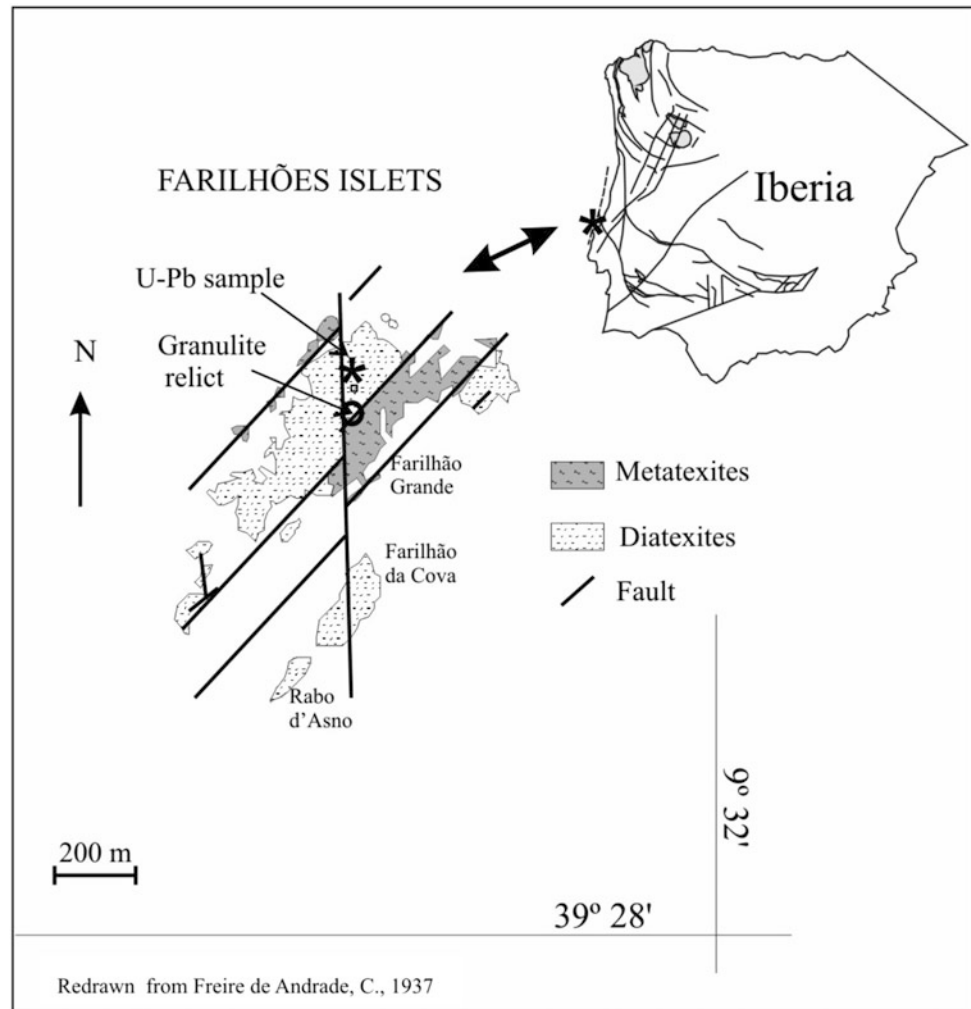 FARILHÕES ISLETS
Iberia
U-Pb sample
N
Granulite
relict
Farilhão
Grande
Metatexites
Diatexites
Farilhão
da Cova
Fault
Rabo
d'Asno
9º 32'
200 m
39º 28'
Redrawn from Freire de Andrade, C., 1937